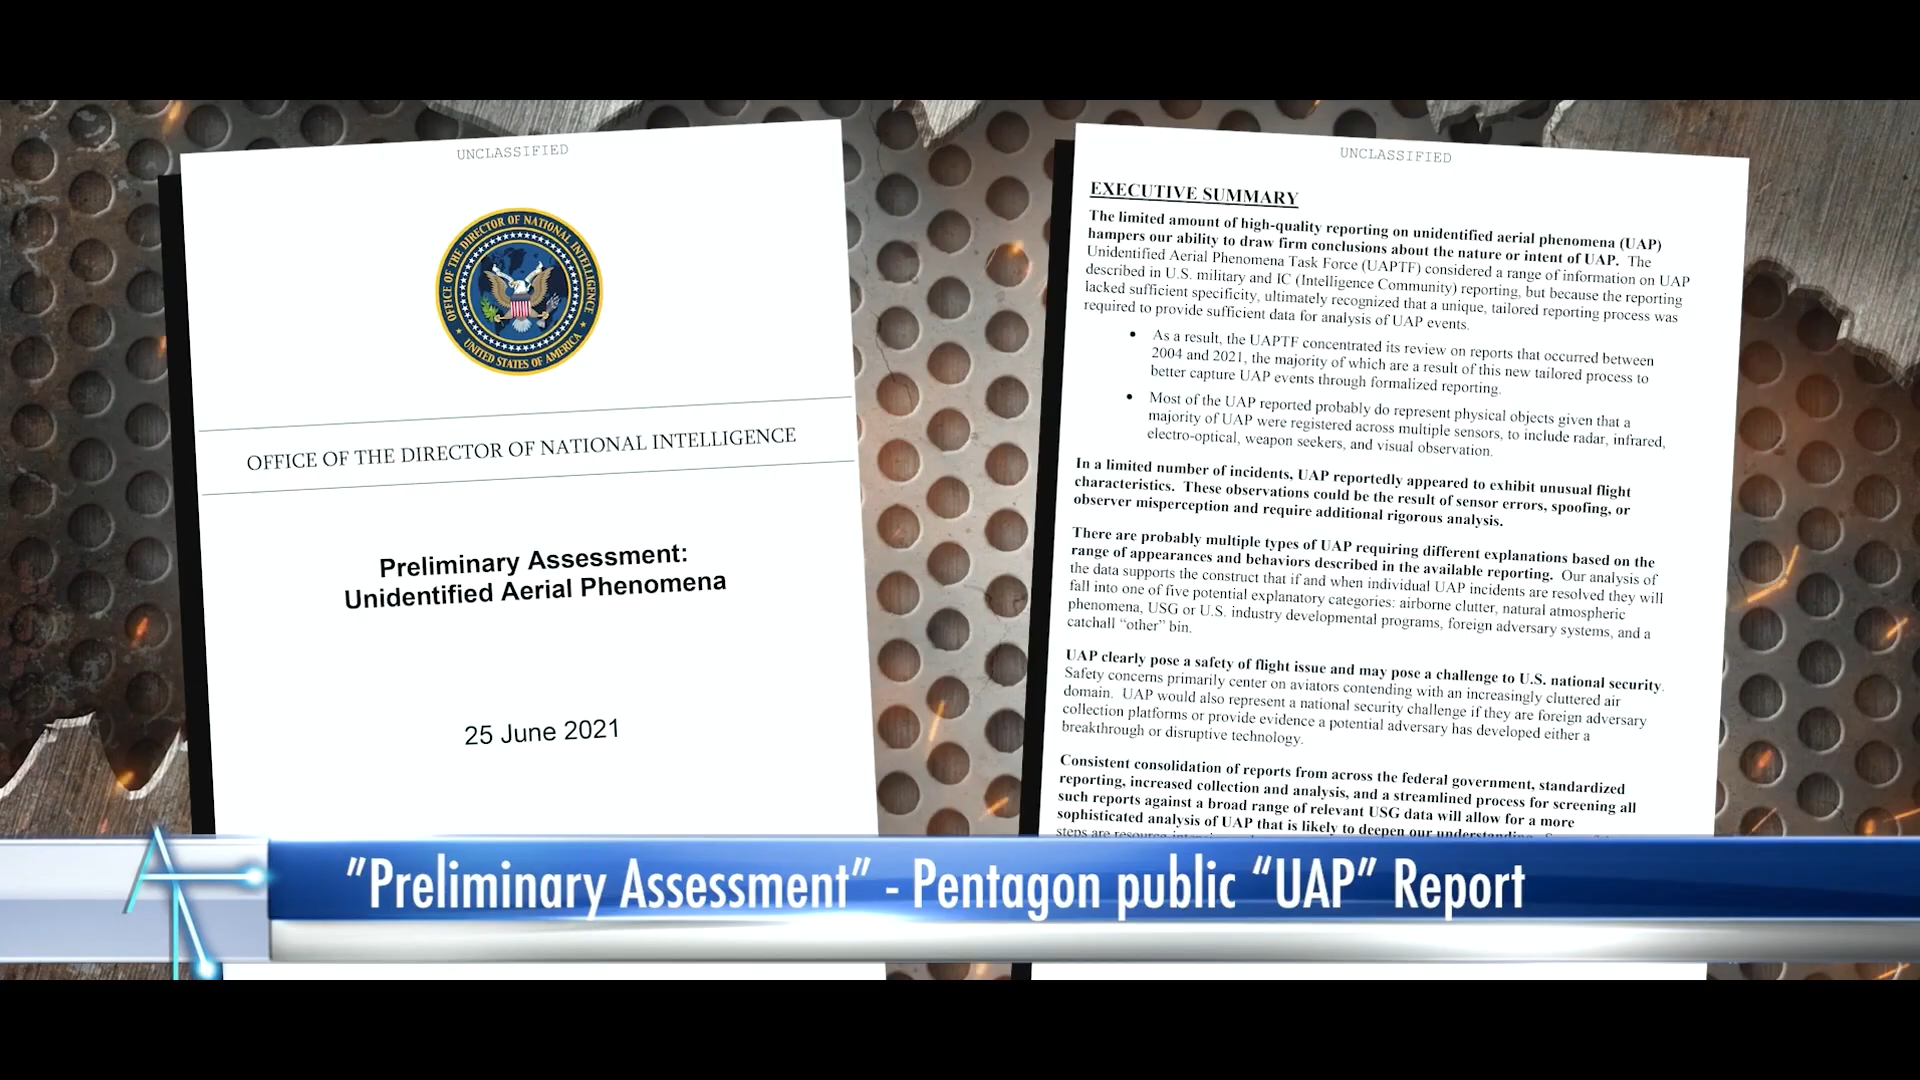 UNCLASSIFIED
OFFICE OF THE DIRECTOR OF NATIONAL INTELLIGENCE
UNITED STATES OF AMERICA
OFFICE OF THE DIRECTOR OF NATIONAL INTELLIGENCE
Preliminary Assessment:
Unidentified Aerial Phenomena
25 June 2021
UNCLASSIFIED
EXECUTIVE SUMMARY
The limited amount of high-quality reporting on unidentified aerial phenomena (UAP)
hampers our ability to draw firm conclusions about the nature or intent of UAP. The
Unidentified Aerial Phenomena Task Force (UAPTF) considered a range of information on UAP
described in U.S. military and IC (Intelligence Community) reporting, but because the reporting
lacked sufficient specificity, ultimately recognized that a unique, tailored reporting process was
required to provide sufficient data for analysis of UAP events.
• As a result, the UAPTF concentrated its review on reports that occurred between
2004 and 2021, the majority of which are a result of this new tailored process to
better capture UAP events through formalized reporting.
• Most of the UAP reported probably do represent physical objects given that a
majority of UAP were registered across multiple sensors, to include radar, infrared,
electro-optical, weapon seekers, and visual observation.
In a limited number of incidents, UAP reportedly appeared to exhibit unusual flight
characteristics. These observations could be the result of sensor errors, spoofing, or
observer misperception and require additional rigorous analysis.
There are probably multiple types of UAP requiring different explanations based on the
range of appearances and behaviors described in the available reporting. Our analysis of
the data supports the construct that if and when individual UAP incidents are resolved they will
fall into one of five potential explanatory categories: airborne clutter, natural atmospheric
phenomena, USG or U.S. industry developmental programs, foreign adversary systems, and a
catchall “other” bin.
UAP clearly pose a safety of flight issue and may pose a challenge to U.S. national security.
Safety concerns primarily center on aviators contending with an increasingly cluttered air
domain. UAP would also represent a national security challenge if they are foreign adversary
collection platforms or provide evidence a potential adversary has developed either a
breakthrough or disruptive technology.
Consistent consolidation of reports from across the federal government, standardized
reporting, increased collection and analysis, and a streamlined process for screening all
such reports against a broad range of relevant USG data will allow for a more
sophisticated analysis of UAP that is likely to deepen our understanding.
steps are
"Preliminary Assessment" - Pentagon public “UAP” Report